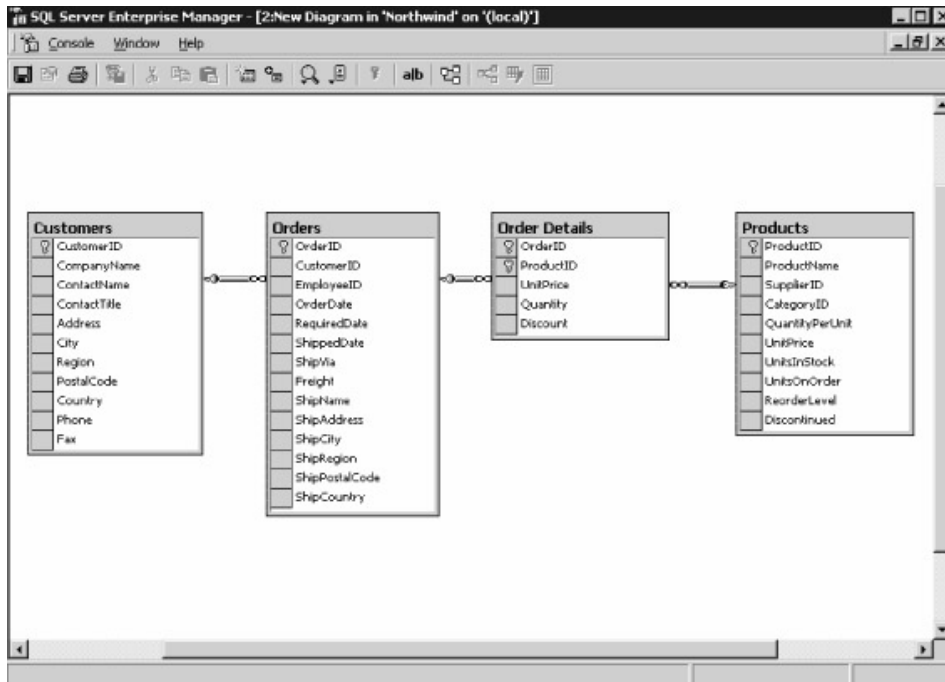 SQL Server Enterprise Manager - [2:New Diagram in 'Northwind' on '(local)']
Console Window Help
a|b
Customers
CustomerID
CompanyName
ContactName
ContactTitle
Address
City
Region
PostalCode
Country
Phone
Fax
Orders
OrderID
CustomerID
EmployeeID
OrderDate
RequiredDate
ShippedDate
ShipVia
Freight
ShipName
ShipAddress
ShipCity
ShipRegion
ShipPostalCode
ShipCountry
Order Details
OrderID
ProductID
UnitPrice
Quantity
Discount
Products
ProductID
ProductName
SupplierID
CategoryID
QuantityPerUnit
UnitPrice
UnitsInStock
UnitsOnOrder
ReorderLevel
Discontinued